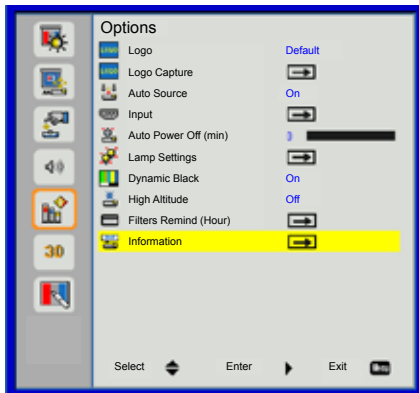 Options
Logo Default
Logo Capture
Auto Source On
Input
Auto Power Off (min)
Lamp Settings
Dynamic Black On
High Altitude Off
Filters Remind (Hour)
Information
3D
Select Enter Exit